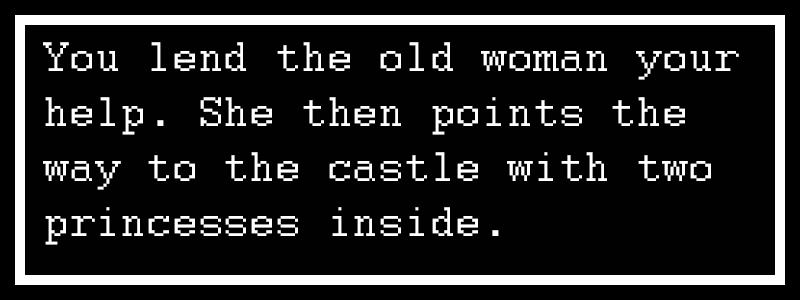 You lend the old woman your
help. She then points the
way to the castle with two
princesses inside.